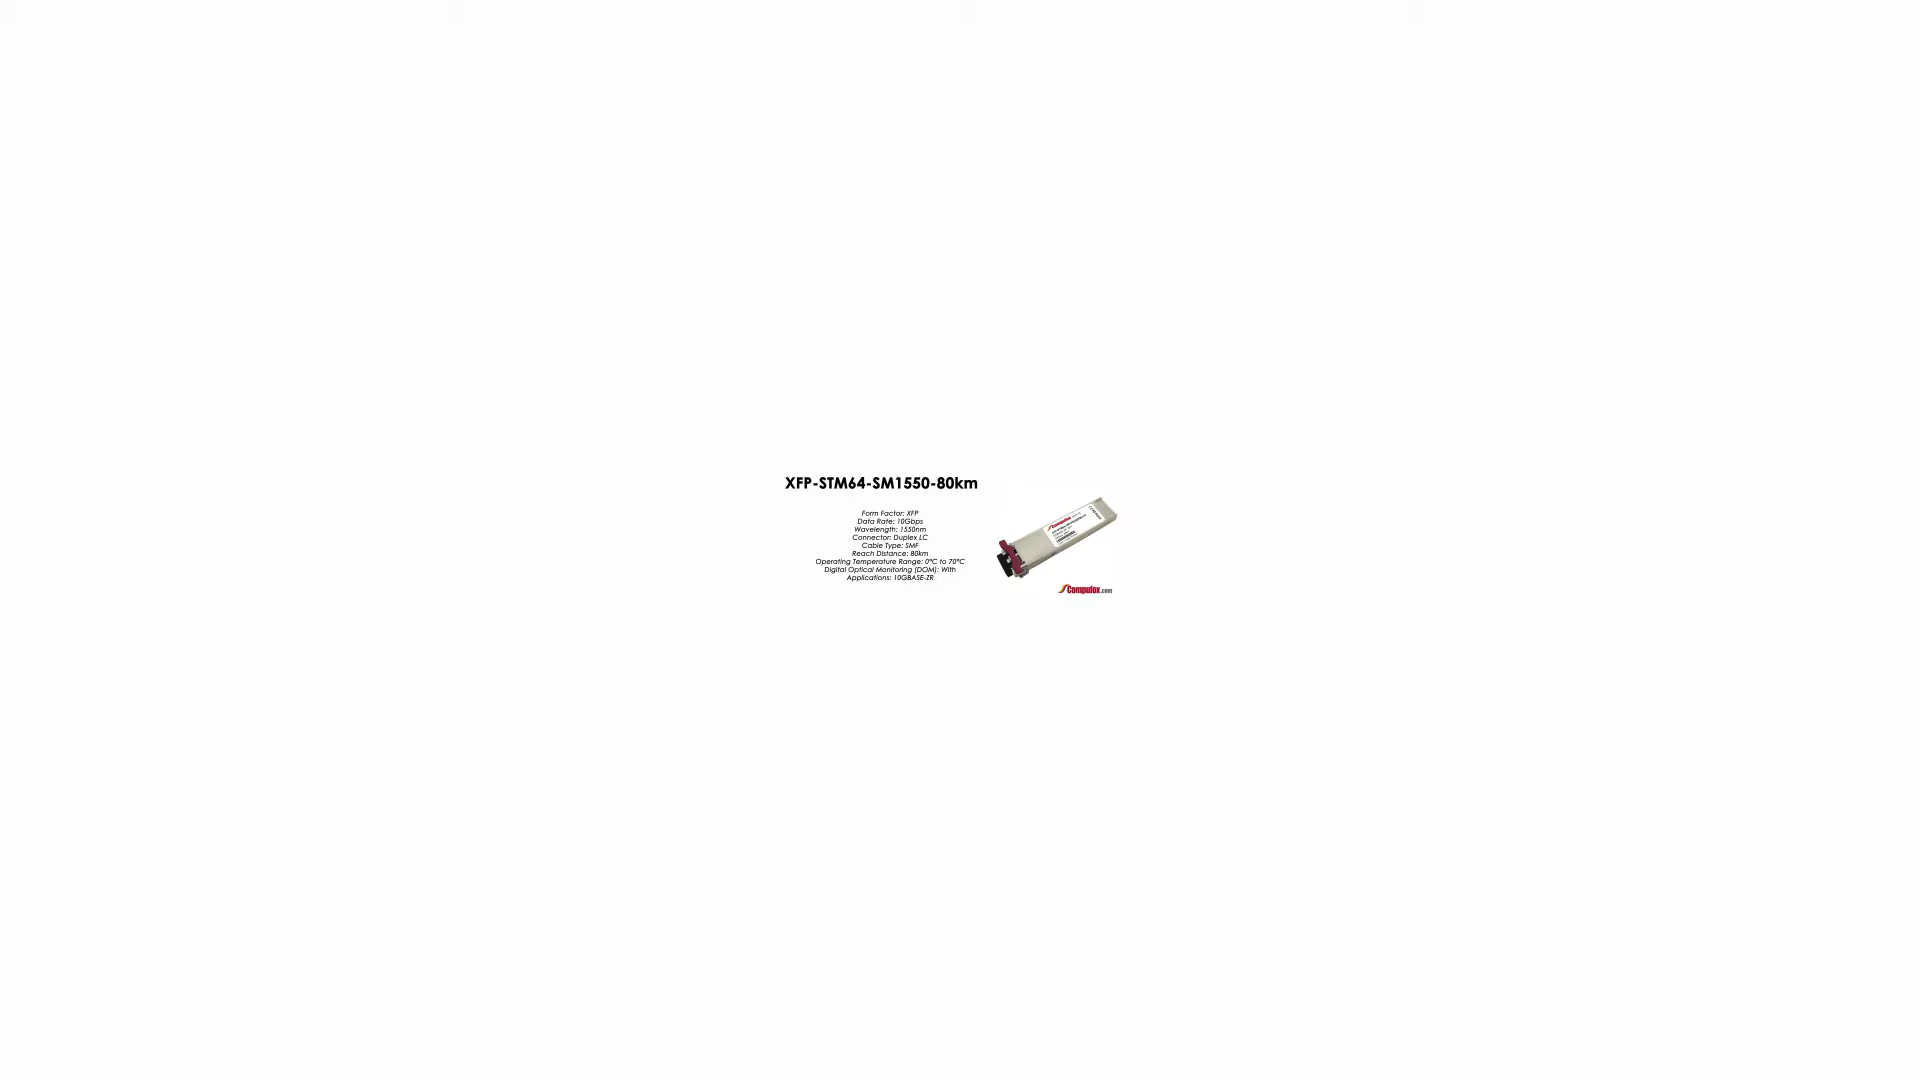 XFP-STM64-SM1550-80km
Form Factor: XFP
Data Rate: 10Gbps
Wavelength: 1550nm
Connector: Duplex LC
Cable Type: SMF
Reach Distance: 80km
Operating Temperature Range: 0°C to 70°C
Digital Optical Monitoring (DOM): With
Applications: 10GBASE-ZR
Compufox
Compufox.com